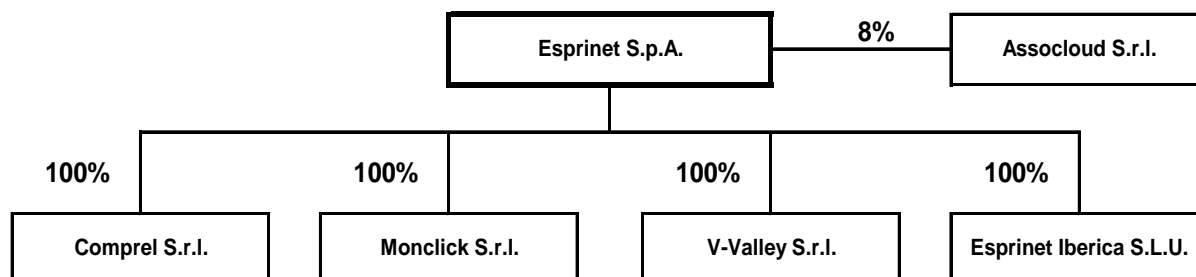 Esprinet S.p.A.
8%
Assocloud S.r.l.
100%
100%
100%
100%
Comprel S.r.l.
Monclick S.r.l.
V-Valley S.r.l.
Esprinet Iberica S.L.U.